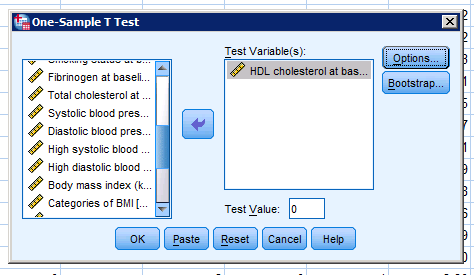 One-Sample T Test
Smoking status at b...
Fibrinogen at baseli...
Total cholesterol at ...
Systolic blood pres...
Diastolic blood pres...
High systolic blood ...
High diastolic blood ...
Body mass index (k...
Categories of BMI [...
Test Variable(s):
HDL cholesterol at bas...
Options...
Bootstrap...
Test Value: 0
OK Paste Reset Cancel Help